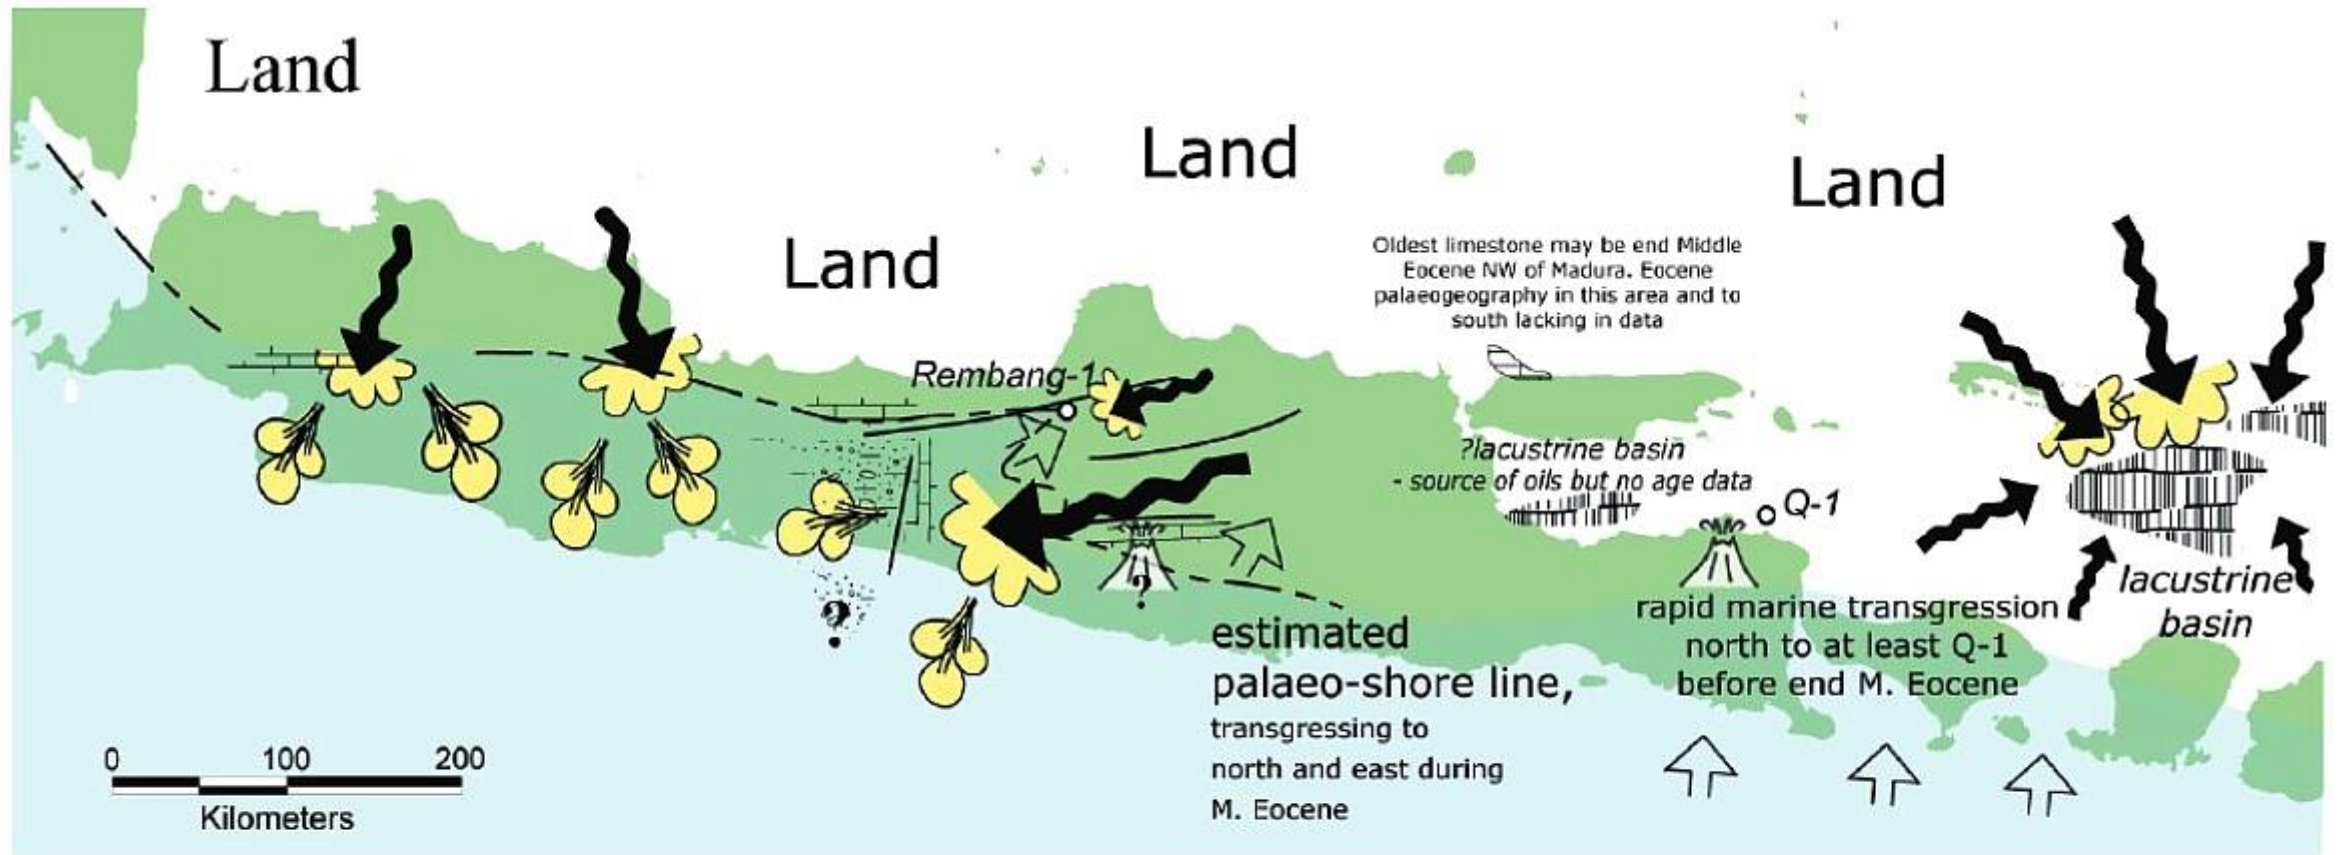 Land
Land
Land
Land
Oldest limestone may be end Middle
Eocene NW of Madura. Eocene
palaeogeography in this area and to
south lacking in data
Rembang-1
?lacustrine basin
- source of oils but no age data
Q-1
?
?
lacustrine
basin
rapid marine transgression
north to at least Q-1
before end M. Eocene
estimated
palaeo-shore line,
transgressing to
north and east during
M. Eocene
0 100 200
Kilometers